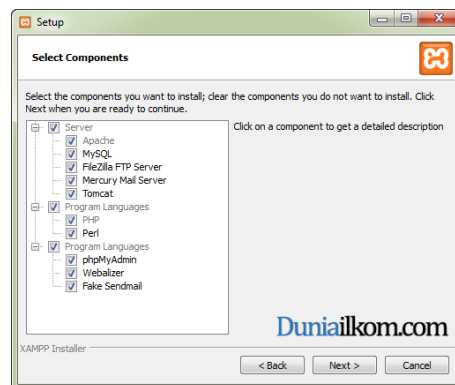 Setup
Select Components
Select the components you want to install; clear the components you do not want to install. Click
Next when you are ready to continue.
Server
Apache
MySQL
FileZilla FTP Server
Mercury Mail Server
Tomcat
Program Languages
PHP
Perl
Program Languages
phpMyAdmin
Webalizer
Fake Sendmail
Click on a component to get a detailed description
Duniailkom.com
XAMPP Installer
< Back
Next >
Cancel